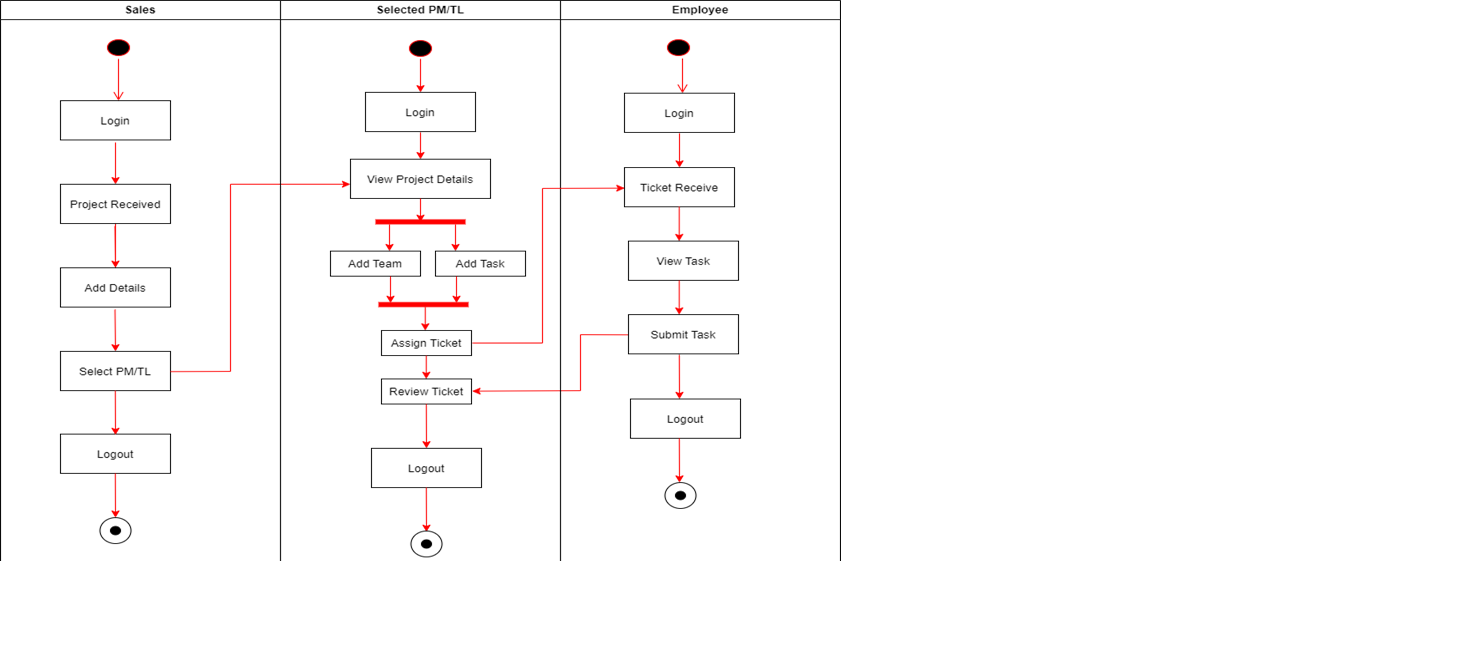 Sales
Selected PM/TL
Employee
Login
Project Received
Add Details
Select PM/TL
Logout
Login
View Project Details
Add Team
Add Task
Assign Ticket
Review Ticket
Logout
Login
Ticket Receive
View Task
Submit Task
Logout